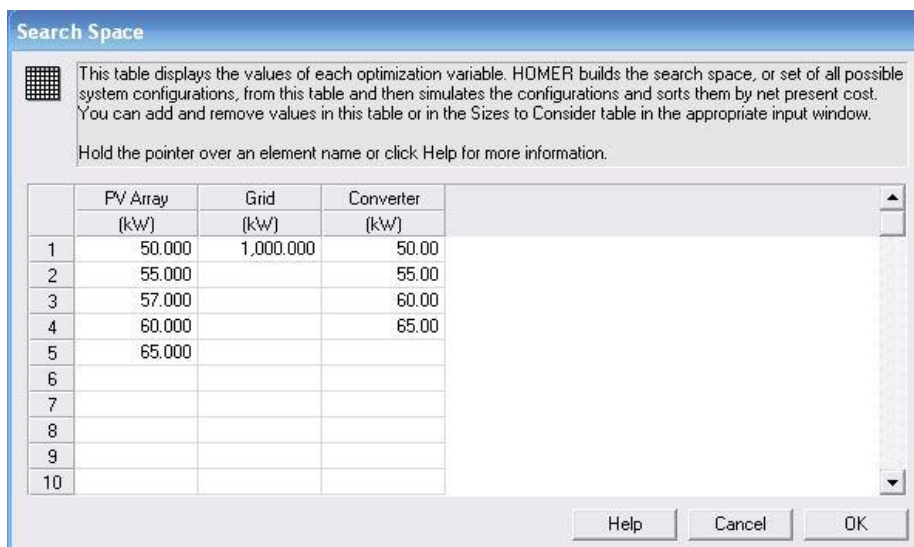 Search Space
This table displays the values of each optimization variable. HOMER builds the search space, or set of all possible
system configurations, from this table and then simulates the configurations and sorts them by net present cost.
You can add and remove values in this table or in the Sizes to Consider table in the appropriate input window.
Hold the pointer over an element name or click Help for more information.
PV Array Grid Converter
(kW) (kW) (kW)
1 50.000 1,000.000 50.00
2 55.000 55.00
3 57.000 60.00
4 60.000 65.00
5 65.000
6
7
8
9
10
Help Cancel OK